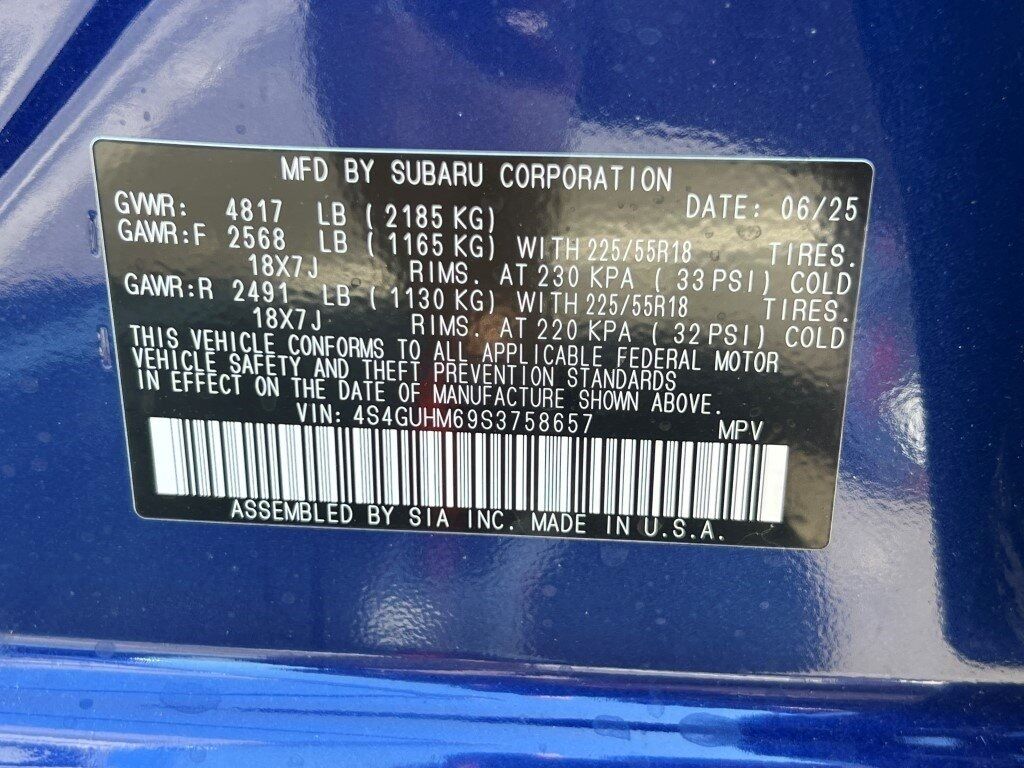 MFD BY SUBARU CORPORATION
GVWR: 4817 LB ( 2185 KG) DATE: 06/25
GAWR:F 2568 LB ( 1165 KG) WITH 225/55R18 TIRES.
18X7J RIMS. AT 230 KPA ( 33 PSI) COLD
GAWR:R 2491 LB ( 1130 KG) WITH 225/55R18 TIRES.
18X7J RIMS. AT 220 KPA ( 32 PSI) COLD
THIS VEHICLE CONFORMS TO ALL APPLICABLE FEDERAL MOTOR
VEHICLE SAFETY AND THEFT PREVENTION STANDARDS
IN EFFECT ON THE DATE OF MANUFACTURE SHOWN ABOVE.
VIN: 4S4GUHM69S3758657 MPV
ASSEMBLED BY SIA INC. MADE IN U.S.A.